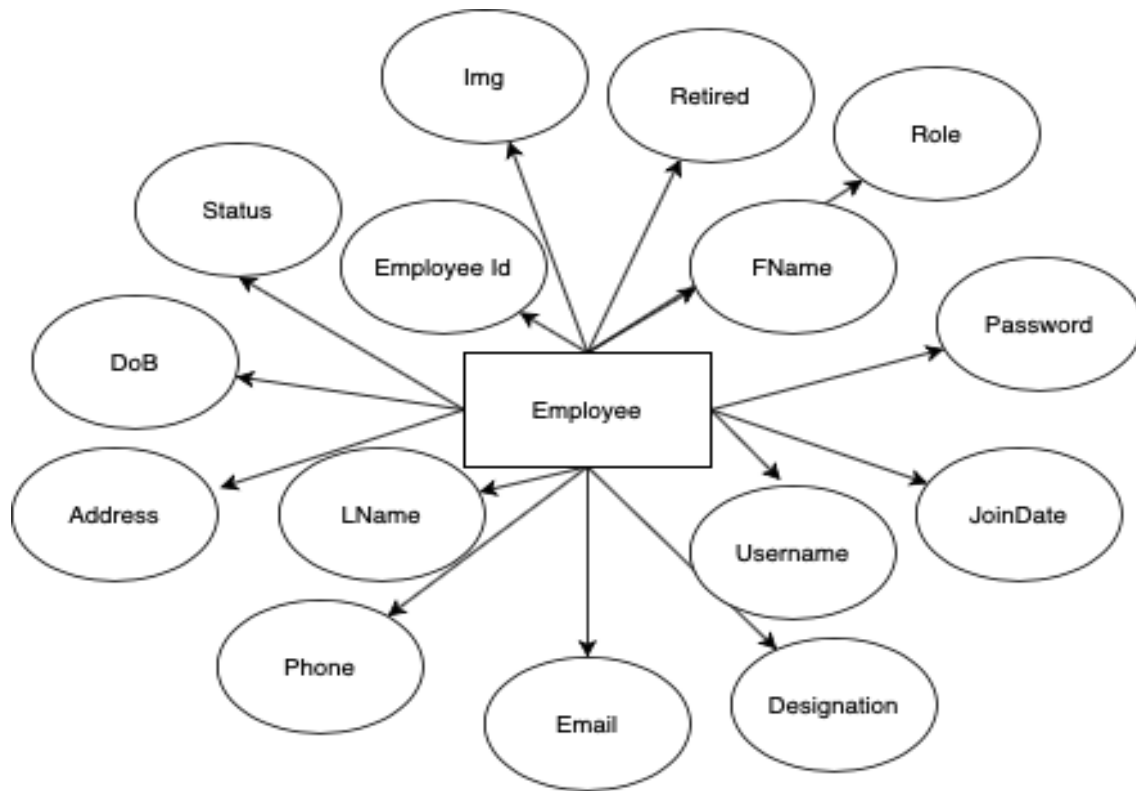 Img
Retired
Role
Status
Employee Id
FName
Password
DoB
Employee
Address
LName
JoinDate
Username
Phone
Email
Designation